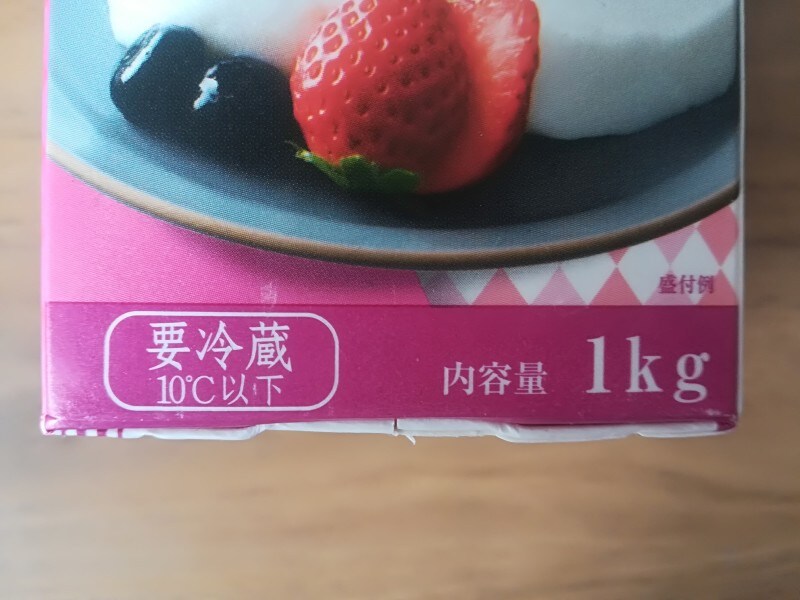 盛付例
要冷蔵
10℃以下
内容量 1kg